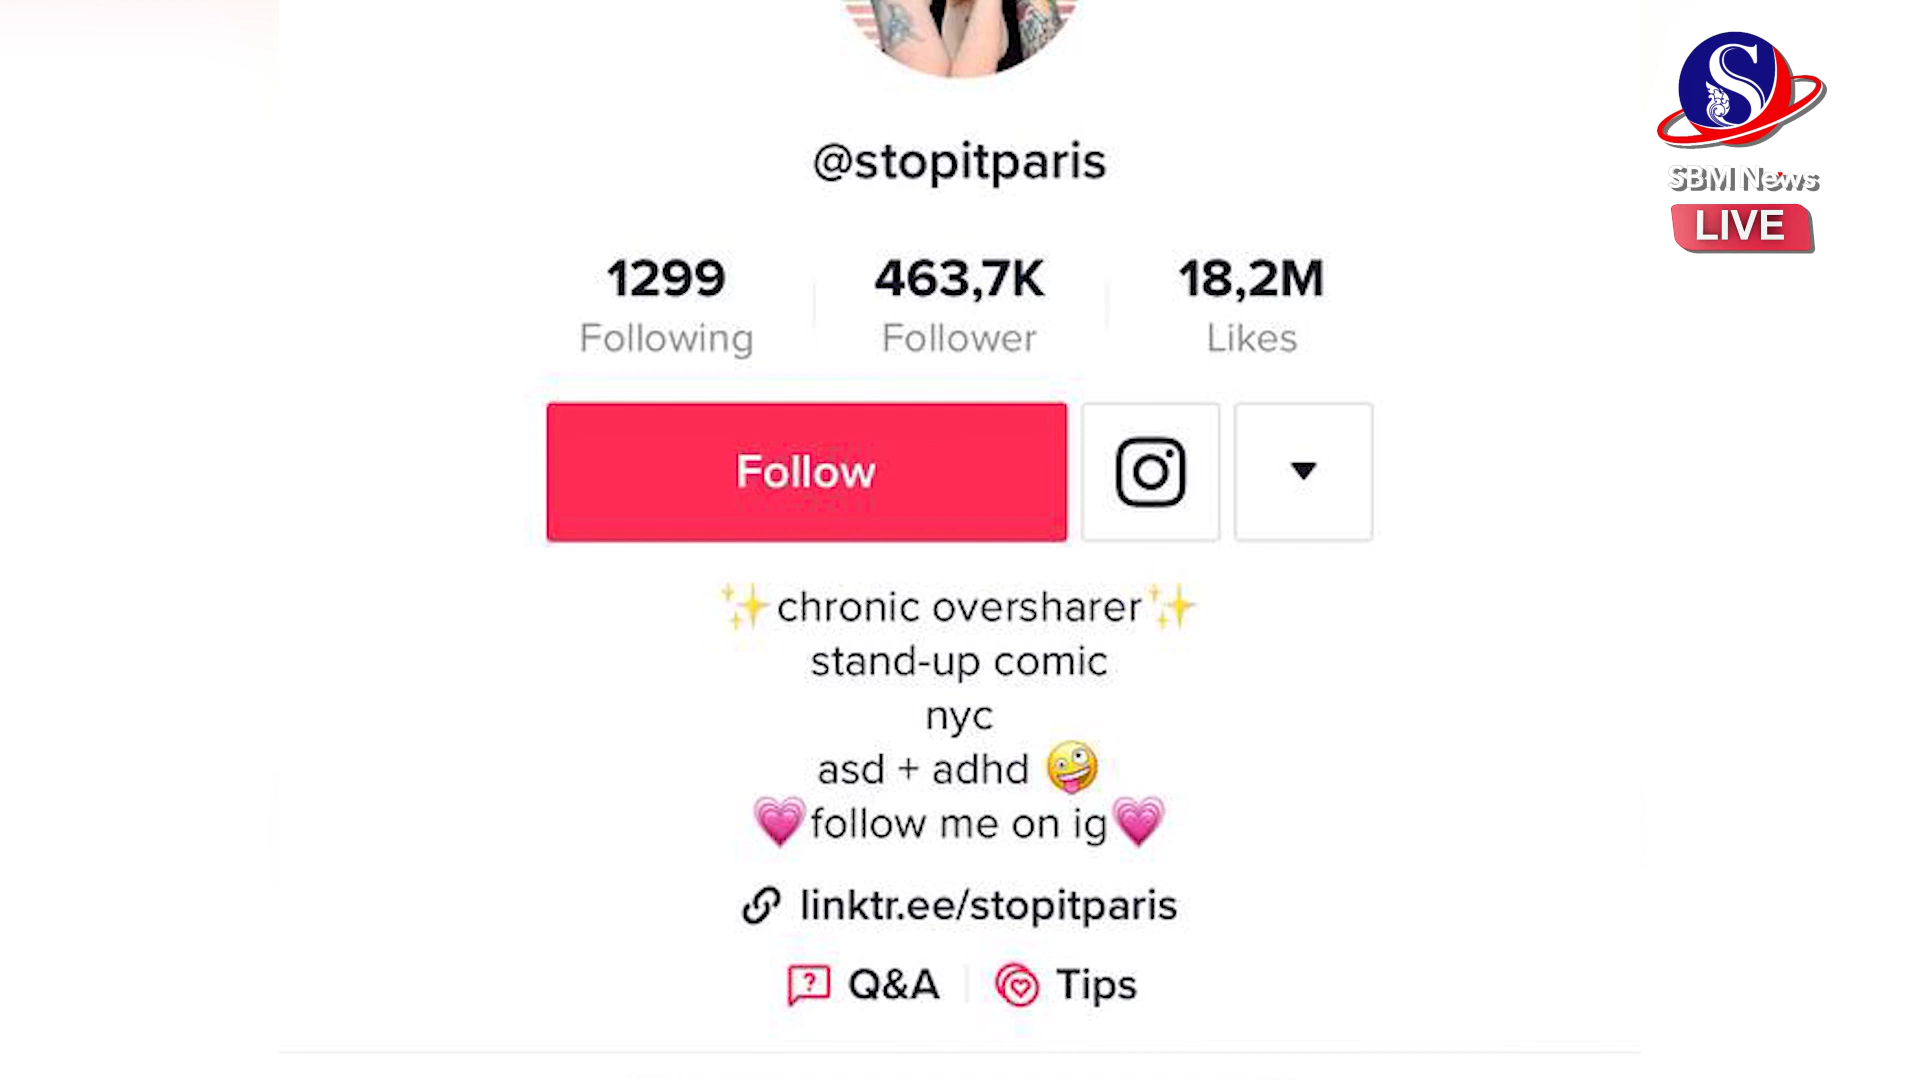 @stopitparis
1299
Following
463,7K
Follower
18,2M
Likes
Follow
✨chronic oversharer✨
stand-up comic
nyc
asd + adhd 🤪
💗follow me on ig💗
linktr.ee/stopitparis
Q&A
Tips
S
SBM News
LIVE